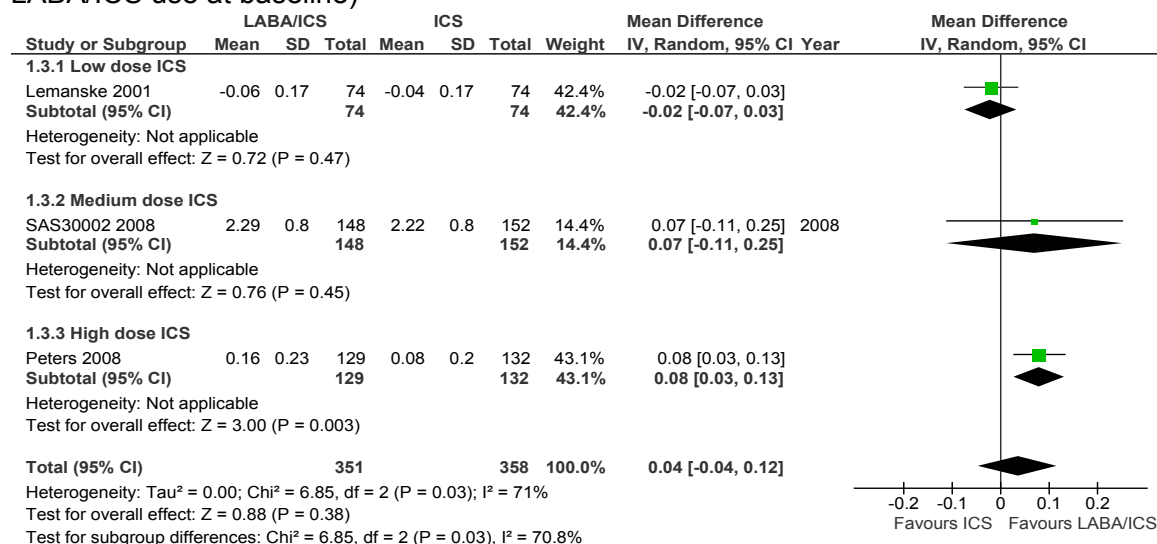 LABA/ICS use at baseline)
LABA/ICS ICS Mean Difference Mean Difference
Study or Subgroup Mean SD Total Mean SD Total Weight IV, Random, 95% CI Year IV, Random, 95% CI
1.3.1 Low dose ICS
Lemanske 2001 -0.06 0.17 74 -0.04 0.17 74 42.4% -0.02 [-0.07, 0.03]
Subtotal (95% CI) 74 74 42.4% -0.02 [-0.07, 0.03]
Heterogeneity: Not applicable
Test for overall effect: Z = 0.72 (P = 0.47)
1.3.2 Medium dose ICS
SAS30002 2008 2.29 0.8 148 2.22 0.8 152 14.4% 0.07 [-0.11, 0.25] 2008
Subtotal (95% CI) 148 152 14.4% 0.07 [-0.11, 0.25]
Heterogeneity: Not applicable
Test for overall effect: Z = 0.76 (P = 0.45)
1.3.3 High dose ICS
Peters 2008 0.16 0.23 129 0.08 0.2 132 43.1% 0.08 [0.03, 0.13]
Subtotal (95% CI) 129 132 43.1% 0.08 [0.03, 0.13]
Heterogeneity: Not applicable
Test for overall effect: Z = 3.00 (P = 0.003)
Total (95% CI) 351 358 100.0% 0.04 [-0.04, 0.12]
Heterogeneity: Tau² = 0.00; Chi² = 6.85, df = 2 (P = 0.03); I² = 71%
Test for overall effect: Z = 0.88 (P = 0.38)
Test for subgroup differences: Chi² = 6.85, df = 2 (P = 0.03), I² = 70.8%
-0.2 -0.1 0 0.1 0.2
Favours ICS Favours LABA/ICS